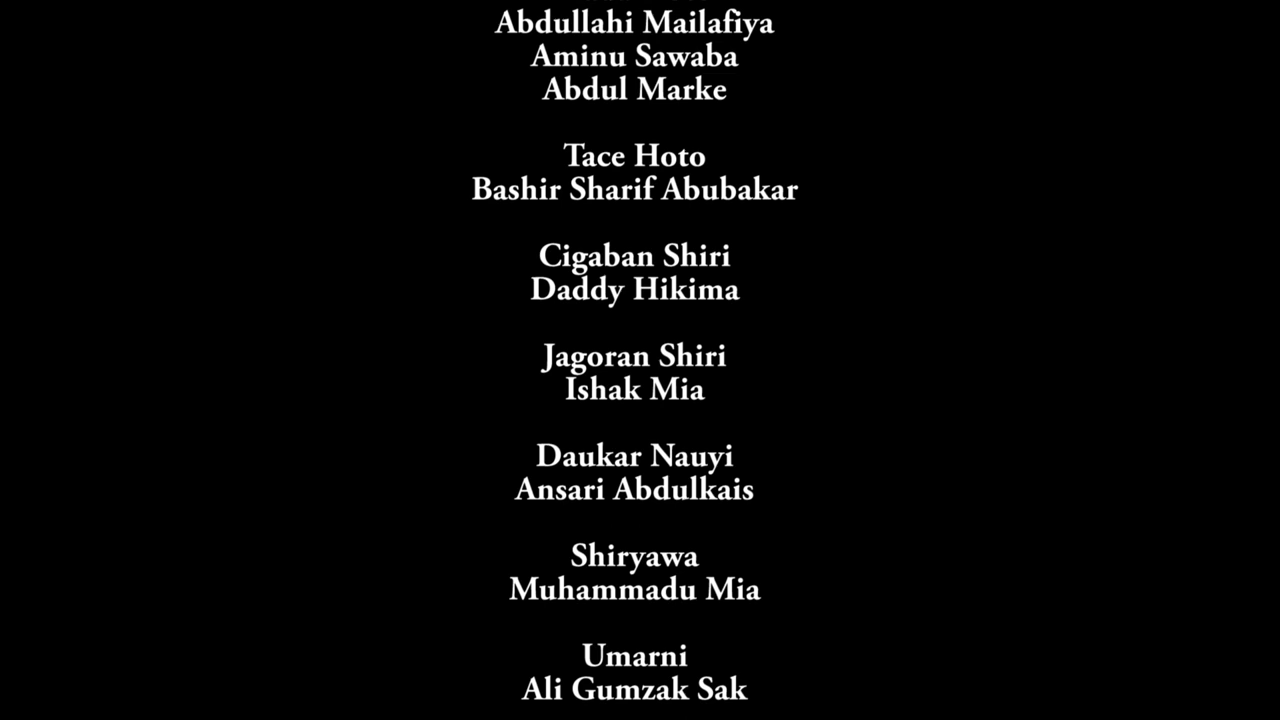 Abdullahi Mailafiya
Aminu Sawaba
Abdul Marke
Tace Hoto
Bashir Sharif Abubakar
Cigaban Shiri
Daddy Hikima
Jagoran Shiri
Ishak Mia
Daukar Nauyi
Ansari Abdulkais
Shiryawa
Muhammadu Mia
Umarni
Ali Gumzak Sak